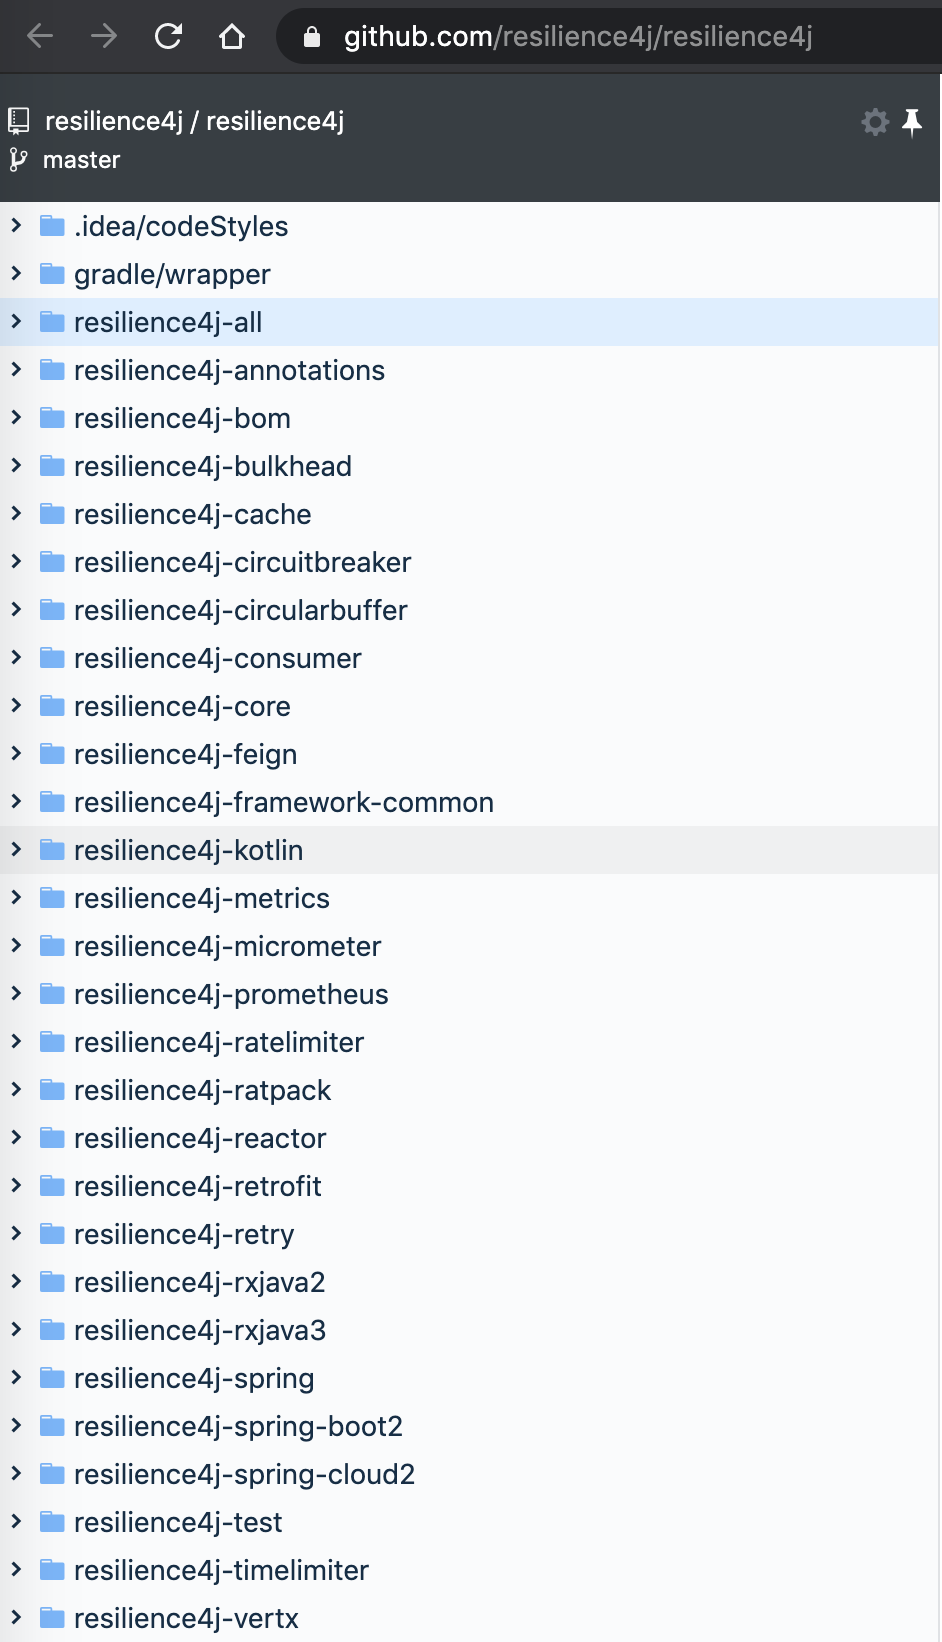 github.com/resilience4j/resilience4j
resilience4j / resilience4j
master
.idea/codeStyles
gradle/wrapper
resilience4j-all
resilience4j-annotations
resilience4j-bom
resilience4j-bulkhead
resilience4j-cache
resilience4j-circuitbreaker
resilience4j-circularbuffer
resilience4j-consumer
resilience4j-core
resilience4j-feign
resilience4j-framework-common
resilience4j-kotlin
resilience4j-metrics
resilience4j-micrometer
resilience4j-prometheus
resilience4j-ratelimiter
resilience4j-ratpack
resilience4j-reactor
resilience4j-retrofit
resilience4j-retry
resilience4j-rxjava2
resilience4j-rxjava3
resilience4j-spring
resilience4j-spring-boot2
resilience4j-spring-cloud2
resilience4j-test
resilience4j-timelimiter
resilience4j-vertx